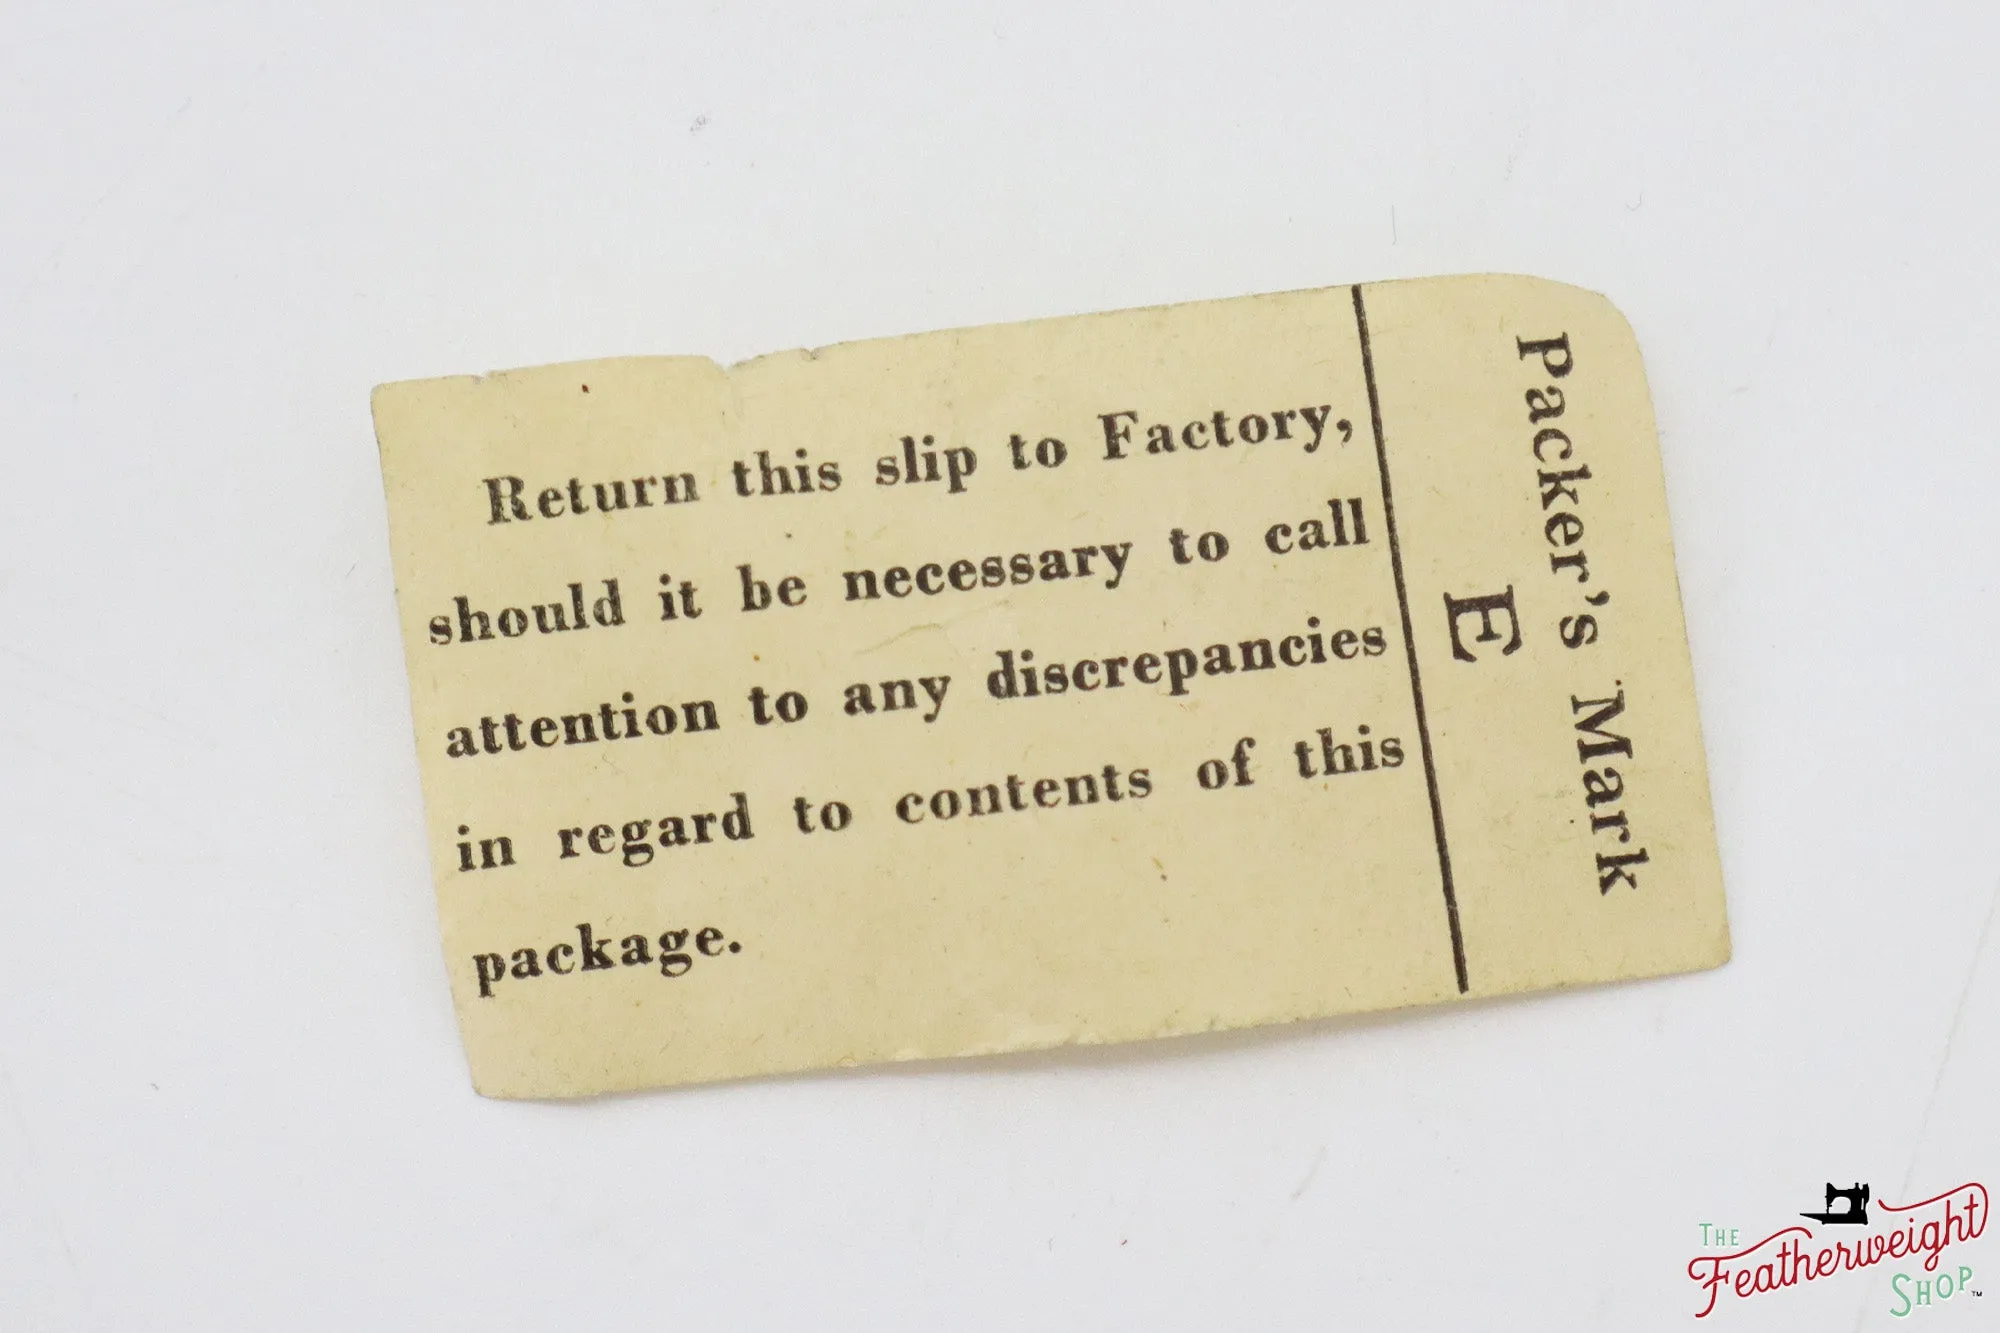 Return this slip to Factory,
should it be necessary to call
attention to any discrepancies
in regard to contents of this
package.
Packer's Mark
E
THE
Featherweight
SHOP™